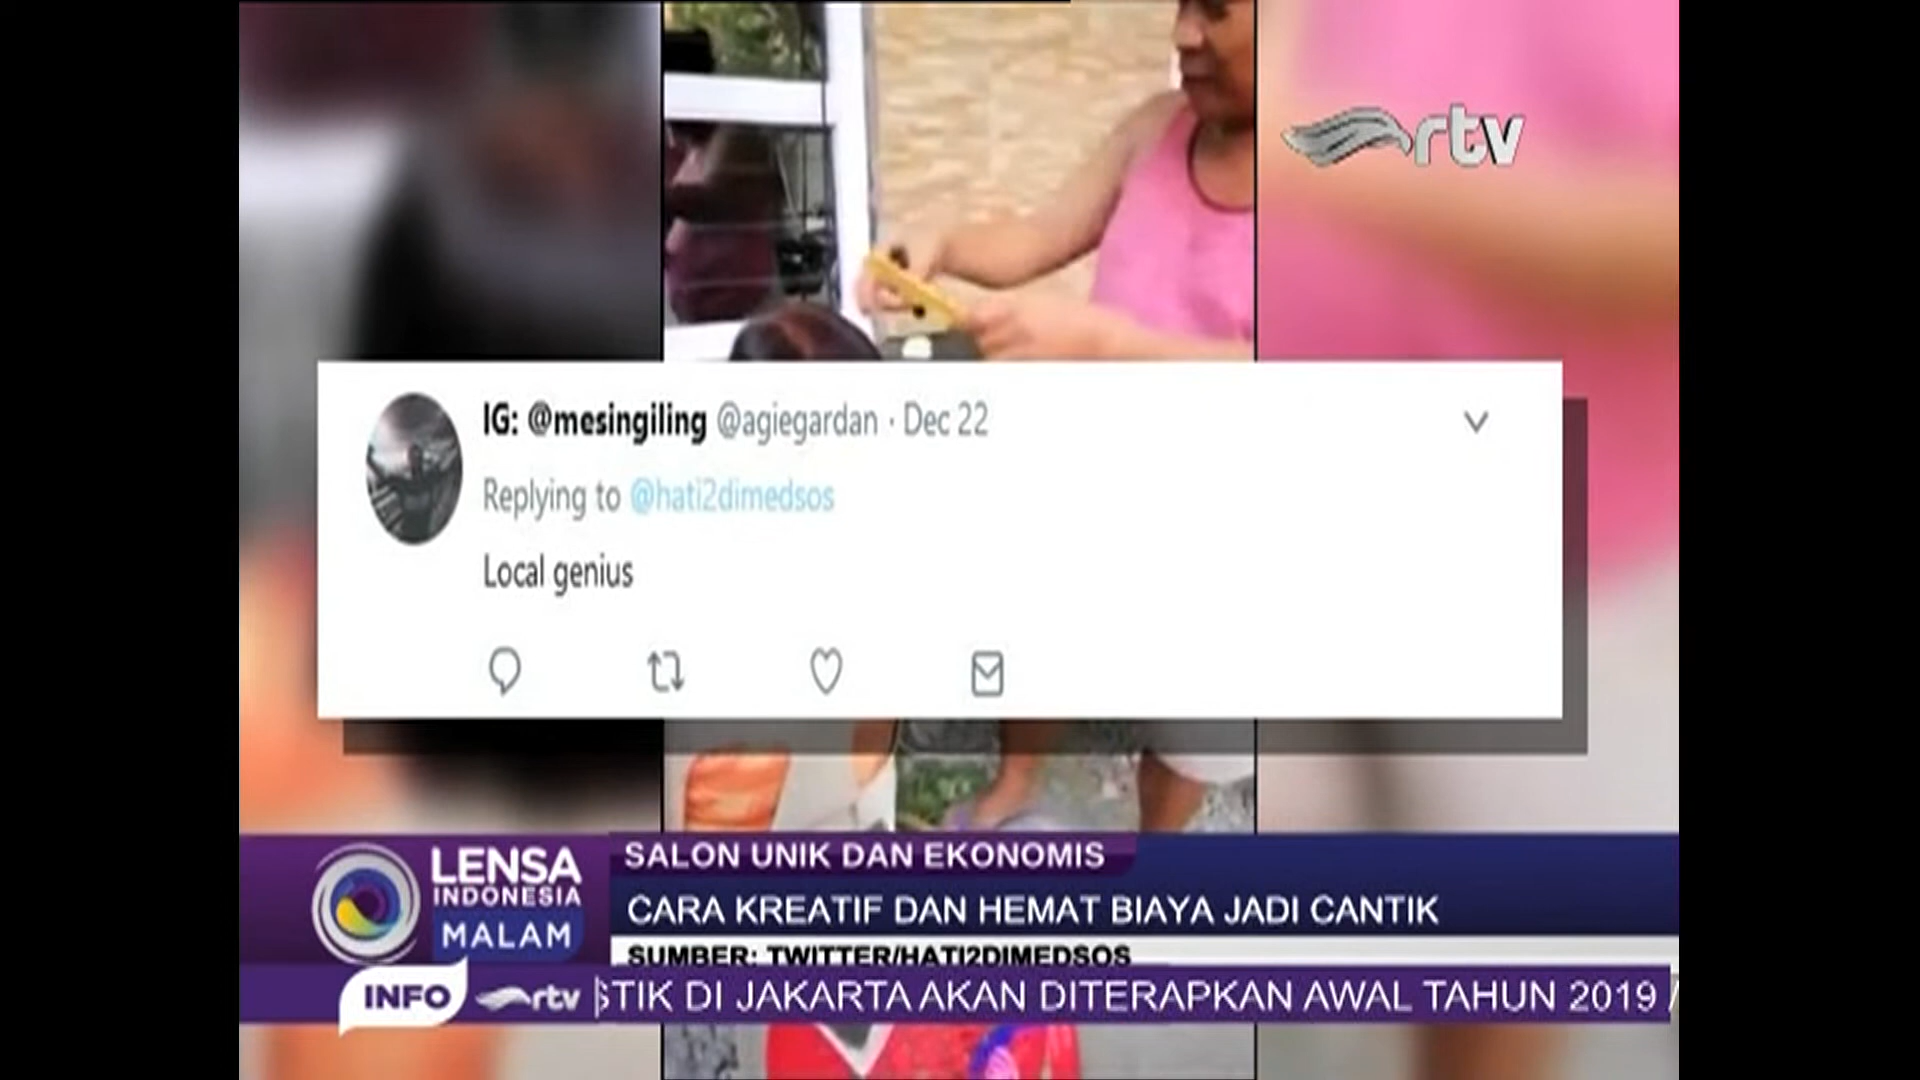 rtv
IG: @mesingiling @agiegardan · Dec 22
Replying to @hati2dimedsos
Local genius
LENSA
INDONESIA
MALAM
SALON UNIK DAN EKONOMIS
CARA KREATIF DAN HEMAT BIAYA JADI CANTIK
SUMBER: TWITTER/HATI2DIMEDSOS
INFO rtv STIK DI JAKARTA AKAN DITERAPKAN AWAL TAHUN 2019 /